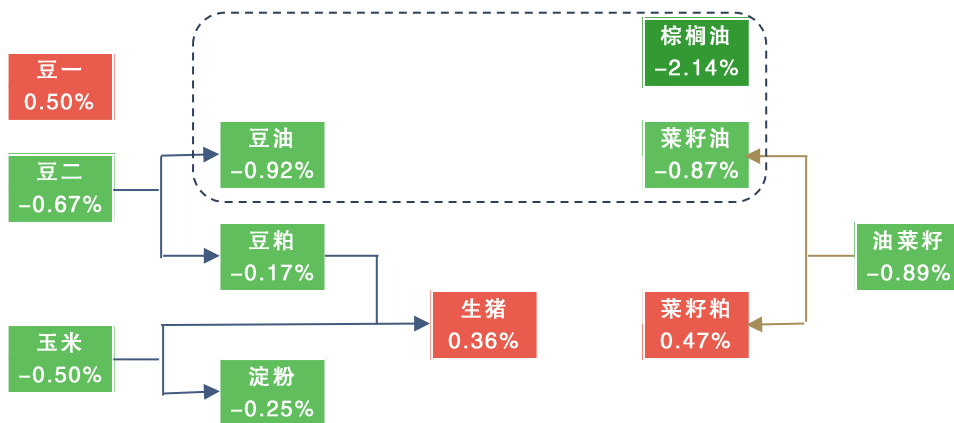 棕榈油
-2.14%
豆一
0.50%
豆油
-0.92%
菜籽油
-0.87%
豆二
-0.67%
豆粕
-0.17%
油菜籽
-0.89%
生猪
0.36%
菜籽粕
0.47%
玉米
-0.50%
淀粉
-0.25%